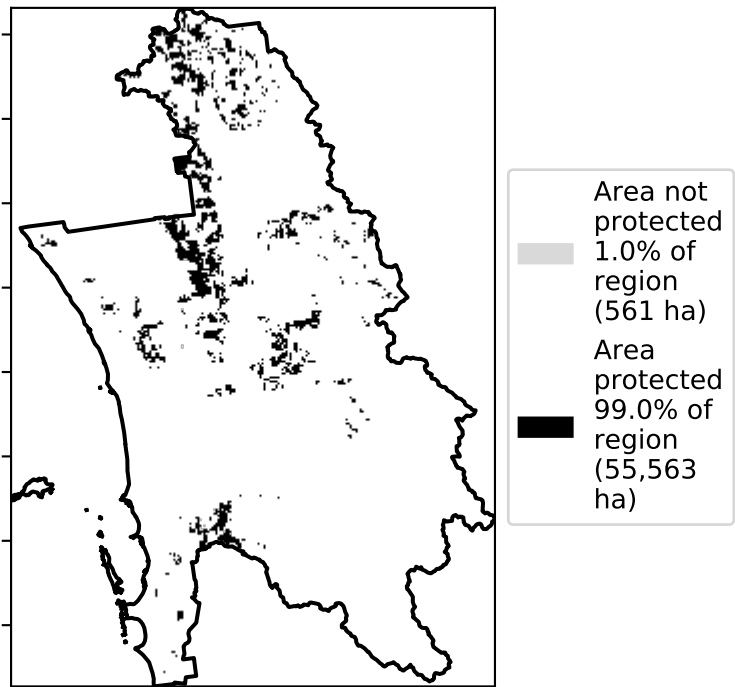 Area not
protected
1.0% of
region
(561 ha)
Area
protected
99.0% of
region
(55,563
ha)